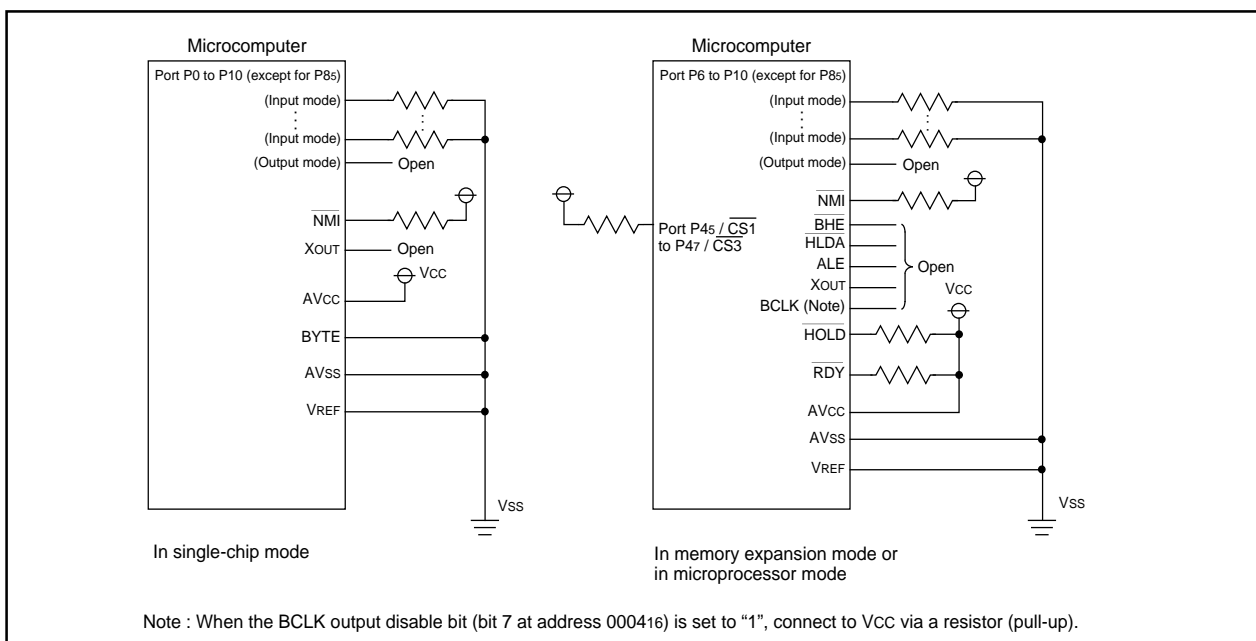 Microcomputer
Port P0 to P10 (except for P85)
(Input mode)
(Input mode)
(Output mode)
Open
NMI
XOUT
Open
VCC
AVCC
BYTE
AVSS
VREF
VSS
In single-chip mode
Microcomputer
Port P6 to P10 (except for P85)
(Input mode)
(Input mode)
(Output mode)
Open
NMI
Port P45 / CS1
to P47 / CS3
BHE
HLDA
ALE
Open
XOUT
VCC
BCLK (Note)
HOLD
RDY
AVCC
AVSS
VREF
VSS
In memory expansion mode or
in microprocessor mode
Note : When the BCLK output disable bit (bit 7 at address 000416) is set to “1”, connect to VCC via a resistor (pull-up).